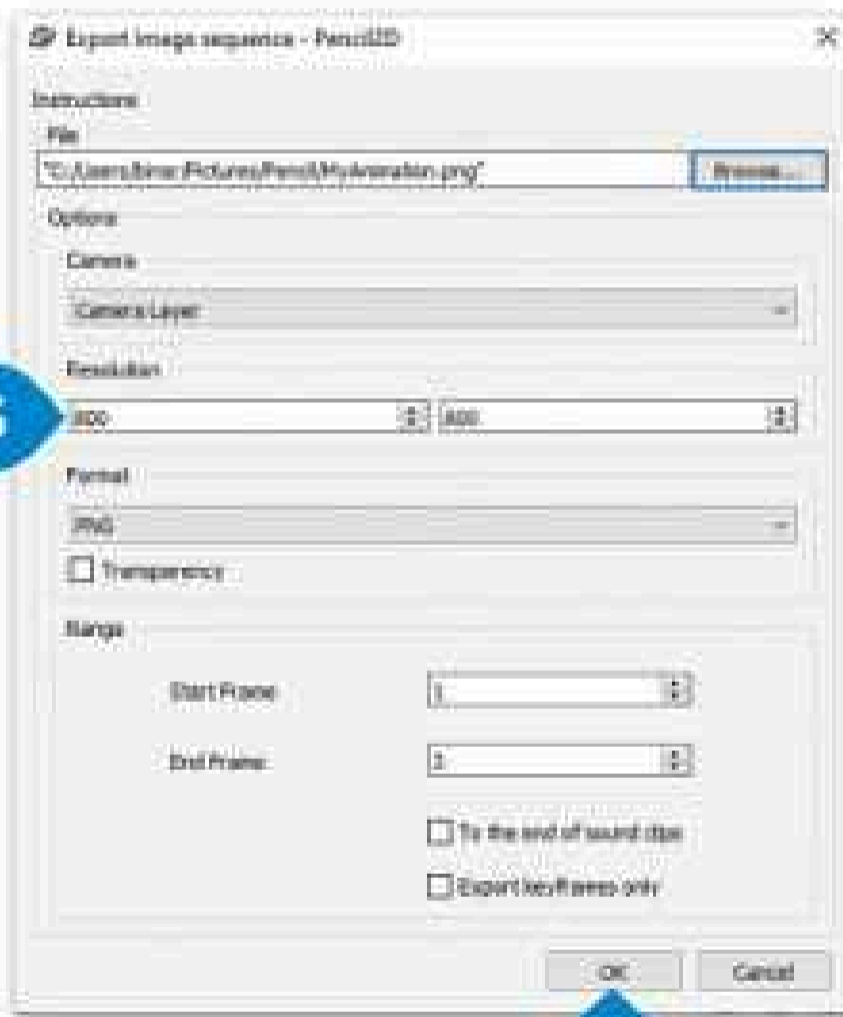 Export image sequence - Pencil2D
Instructions
File
Browse...
Options
Camera
Camera Layer
Resolution
800
Format
PNG
Transparency
Range
Start Frame 1
End Frame
To the end of sound clips
Export keyframes only
OK Cancel